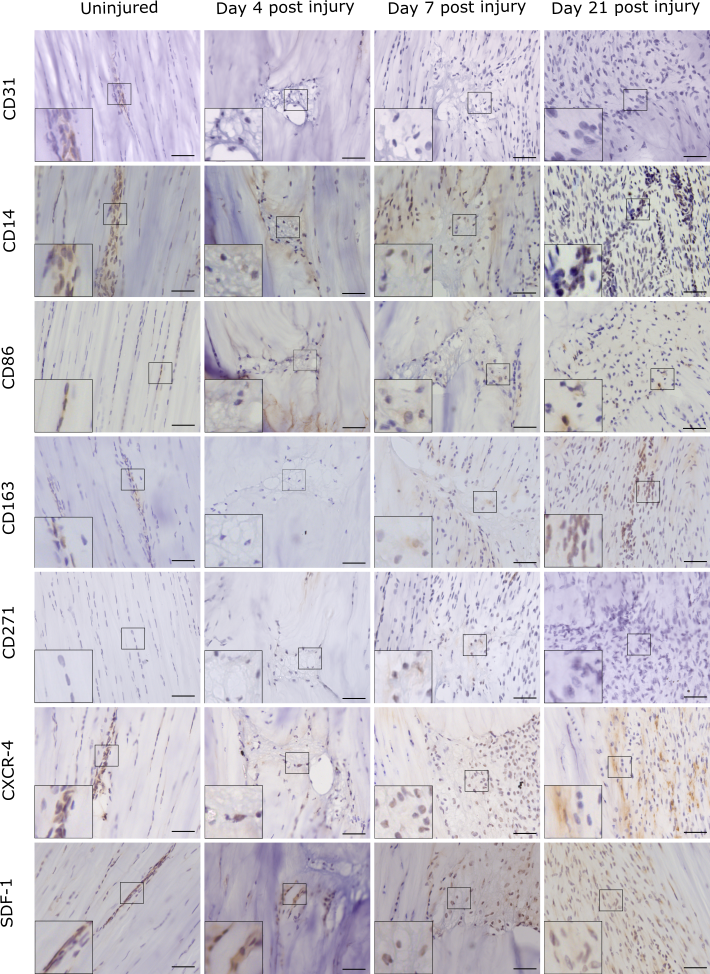 Uninjured Day 4 post injury Day 7 post injury Day 21 post injury
CD31
CD14
CD86
CD163
CD271
CXCR-4
SDF-1